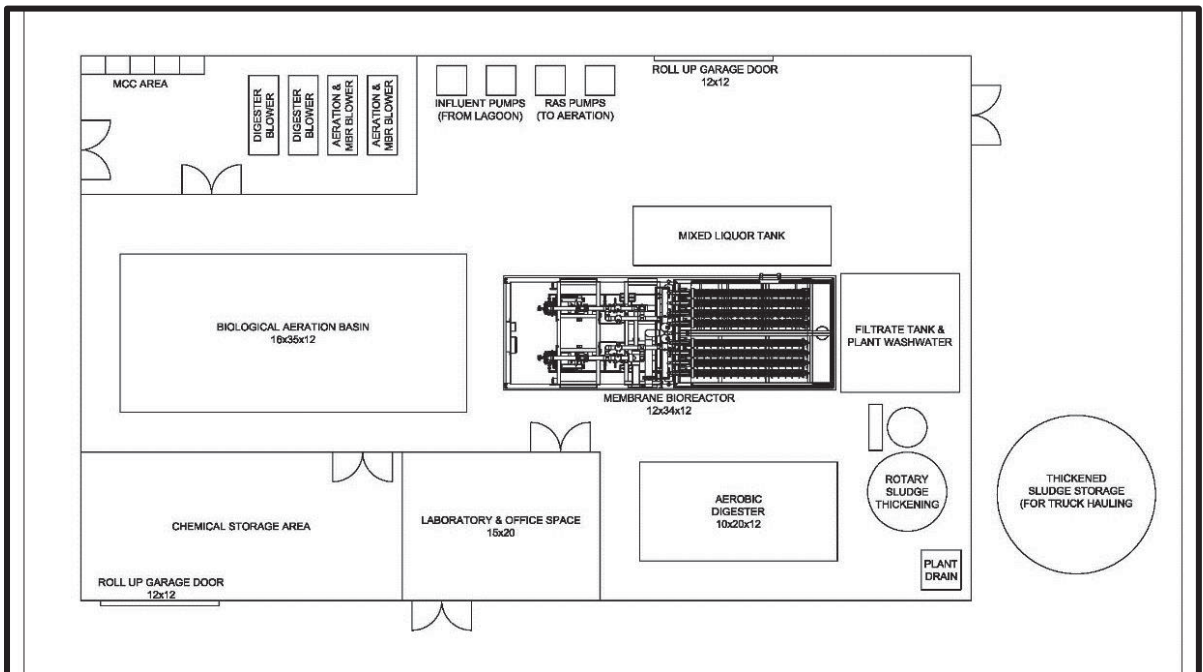 ROLL UP GARAGE DOOR
12x12
MCC AREA
DIGESTER
BLOWER
DIGESTER
BLOWER
AERATION &
MBR BLOWER
AERATION &
MBR BLOWER
INFLUENT PUMPS
(FROM LAGOON)
RAS PUMPS
(TO AERATION)
MIXED LIQUOR TANK
BIOLOGICAL AERATION BASIN
16x35x12
FILTRATE TANK &
PLANT WASHWATER
MEMBRANE BIOREACTOR
12x34x12
ROTARY
SLUDGE
THICKENING
THICKENED
SLUDGE STORAGE
(FOR TRUCK HAULING
AEROBIC
DIGESTER
10x20x12
LABORATORY & OFFICE SPACE
15x20
CHEMICAL STORAGE AREA
PLANT
DRAIN
ROLL UP GARAGE DOOR
12x12